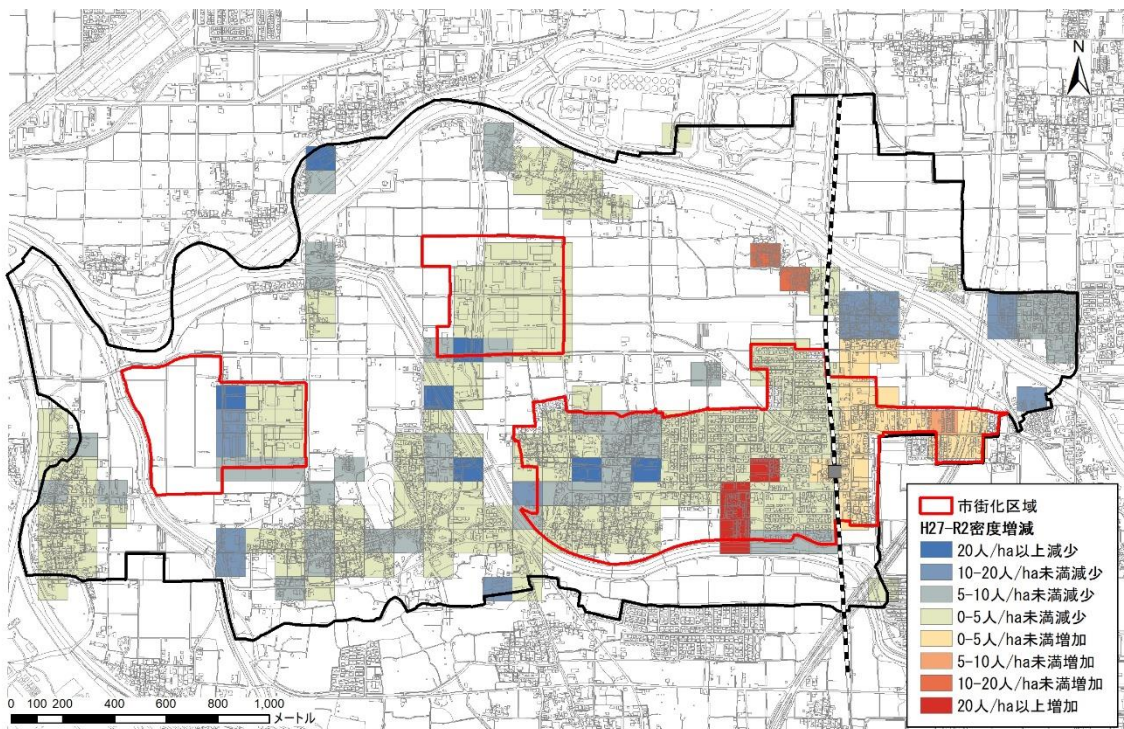 N
市街化区域
H27-R2密度増減
20人/ha以上減少
10-20人/ha未満減少
5-10人/ha未満減少
0-5人/ha未満減少
0-5人/ha未満増加
5-10人/ha未満増加
10-20人/ha未満増加
20人/ha以上増加
0 100 200 400 600 800 1,000
メートル